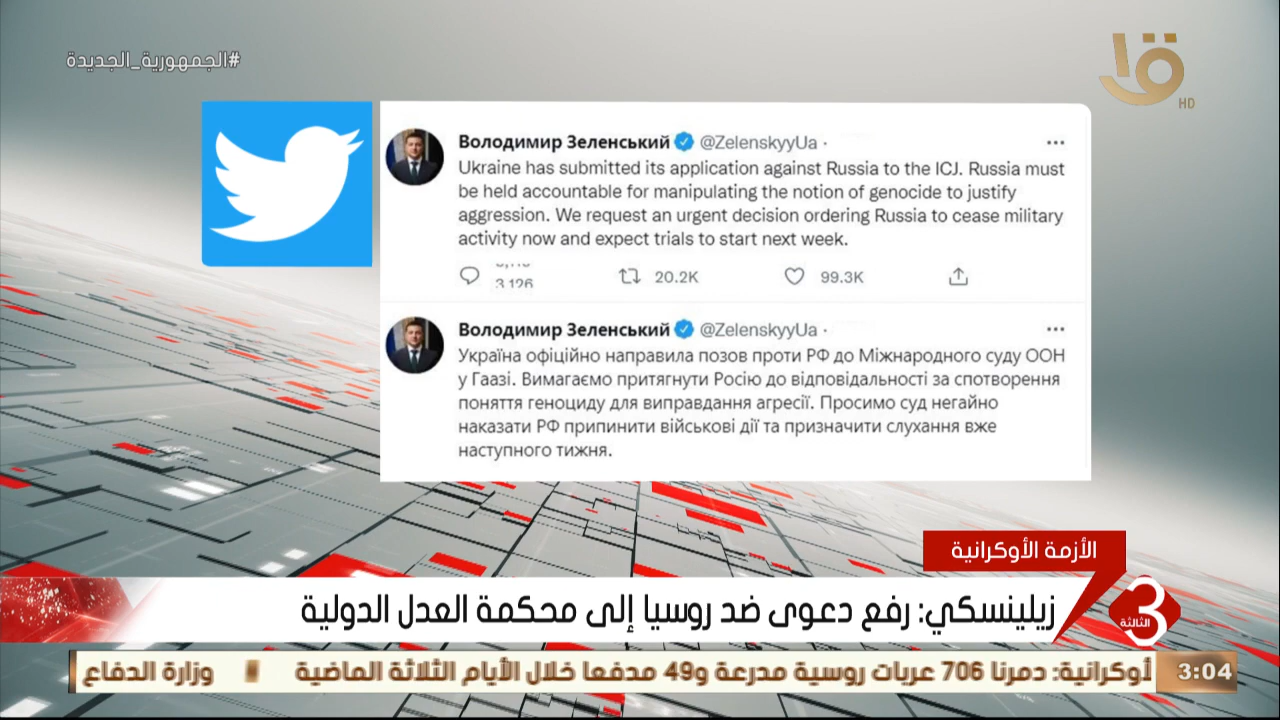 #الجمهورية_الجديدة
HD
Володимир Зеленський @ZelenskyyUa ·
Ukraine has submitted its application against Russia to the ICJ. Russia must
be held accountable for manipulating the notion of genocide to justify
aggression. We request an urgent decision ordering Russia to cease military
activity now and expect trials to start next week.
3,126 20.2K 99.3K
Володимир Зеленський @ZelenskyyUa ·
Україна офіційно направила позов проти РФ до Міжнародного суду ООН
у Гаазі. Вимагаємо притягнути Росію до відповідальності за спотворення
поняття геноциду для виправдання агресії. Просимо суд негайно
наказати РФ припинити військові дії та призначити слухання вже
наступного тижня.
الأزمة الأوكرانية
3 الثالثة
زيلينسكي: رفع دعوى ضد روسيا إلى محكمة العدل الدولية
3:04
أوكرانية: دمرنا 706 عربات روسية مدرعة و49 مدفعا خلال الأيام الثلاثة الماضية وزارة الدفاع